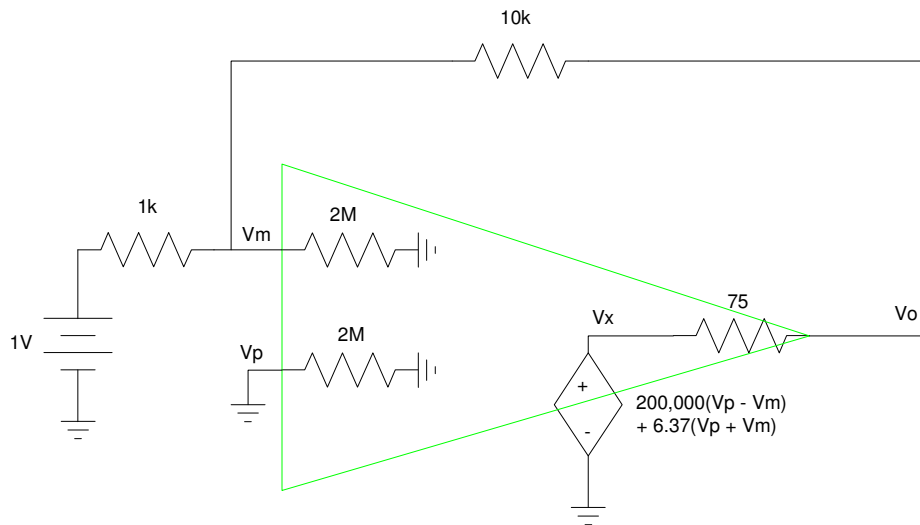 10k
1k
Vm
2M
1V
Vp
2M
Vx
75
Vo
+
-
200,000(Vp - Vm)
+ 6.37(Vp + Vm)